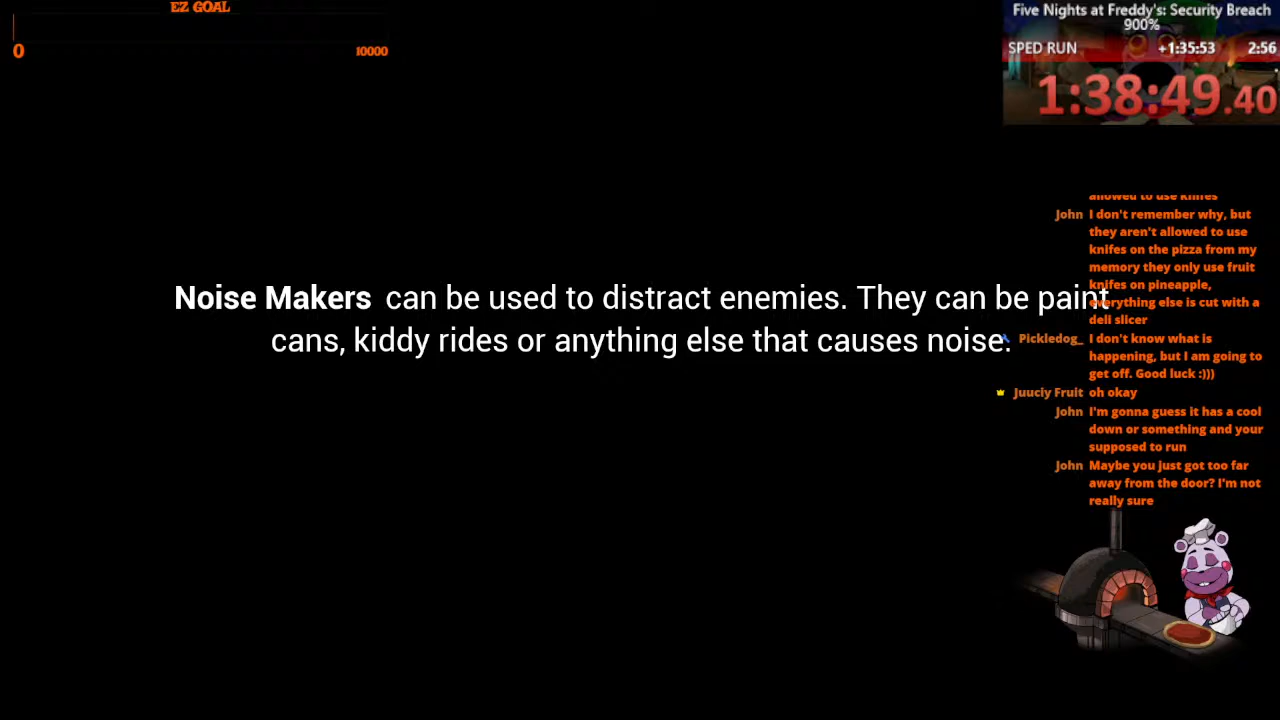 EZ GOAL
0
10000
Five Nights at Freddy's: Security Breach
900%
SPED RUN +1:35:53 2:56
1:38:49.40
Noise Makers can be used to distract enemies. They can be paint
cans, kiddy rides or anything else that causes noise.
allowed to use knifes
John I don't remember why, but
they aren't allowed to use
knifes on the pizza from my
memory they only use fruit
knifes on pineapple,
everything else is cut with a
deli slicer
Pickledog_ I don't know what is
happening, but I am going to
get off. Good luck :)))
Juuciy Fruit oh okay
John I'm gonna guess it has a cool
down or something and your
supposed to run
John Maybe you just got too far
away from the door? I'm not
really sure